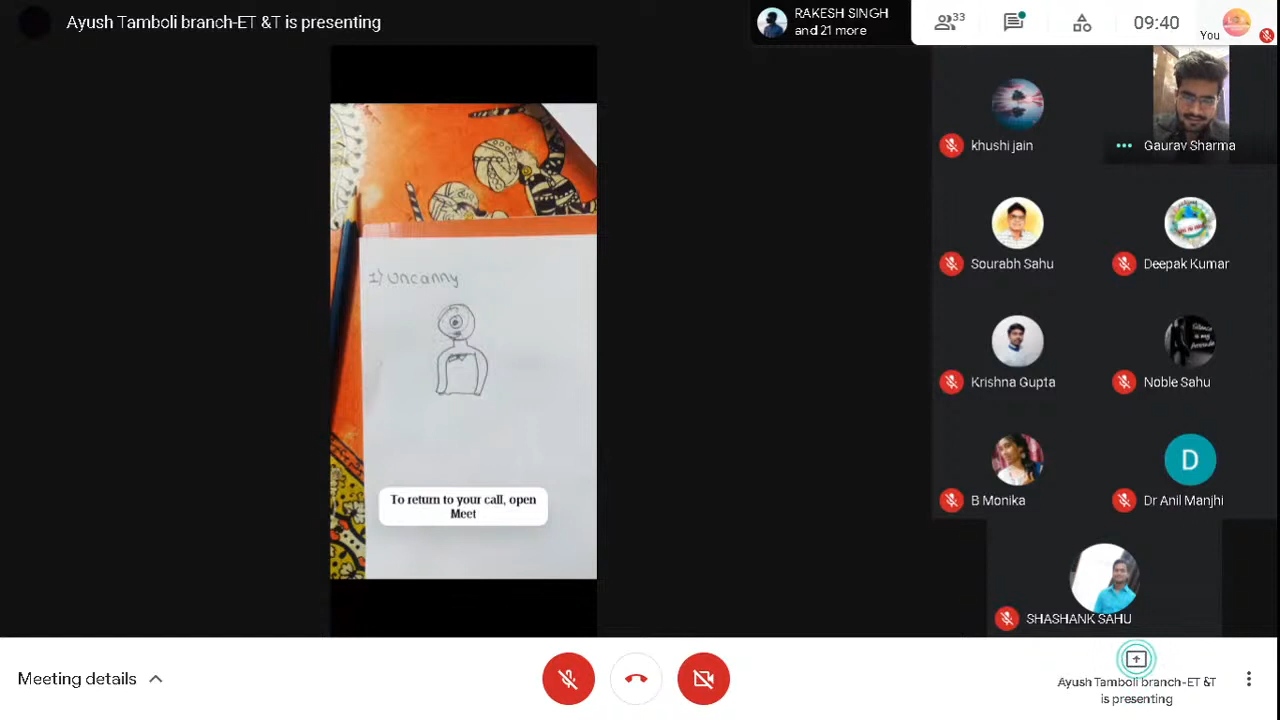 Ayush Tamboli branch-ET &T is presenting
RAKESH SINGH
and 21 more
33
09:40
You
khushi jain
Gaurav Sharma
Sourabh Sahu
Deepak Kumar
Krishna Gupta
Noble Sahu
B Monika
D
Dr Anil Manjhi
SHASHANK SAHU
1) Uncanny
To return to your call, open
Meet
Meeting details
Ayush Tamboli branch-ET &T
is presenting